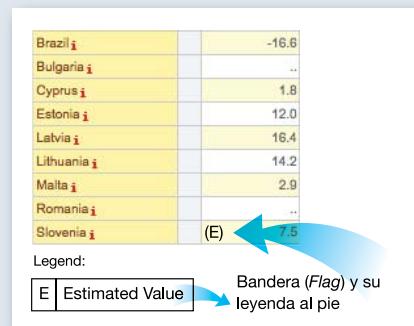 Brazil i -16.6
Bulgaria i ..
Cyprus i 1.8
Estonia i 12.0
Latvia i 16.4
Lithuania i 14.2
Malta i 2.9
Romania i ..
Slovenia i (E) 7.5
Legend:
E Estimated Value
Bandera (Flag) y su
leyenda al pie